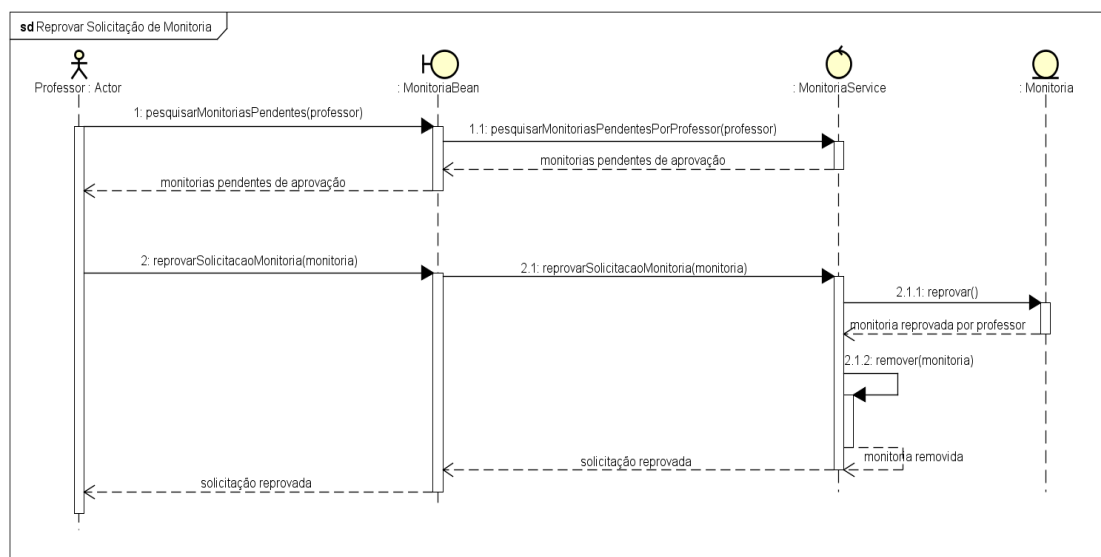 sd Reprovar Solicitação de Monitoria
Professor : Actor
: MonitoriaBean
: MonitoriaService
: Monitoria
1: pesquisarMonitoriasPendentes(professor)
1.1: pesquisarMonitoriasPendentesPorProfessor(professor)
monitorias pendentes de aprovação
monitorias pendentes de aprovação
2: reprovarSolicitacaoMonitoria(monitoria)
2.1: reprovarSolicitacaoMonitoria(monitoria)
2.1.1: reprovar()
monitoria reprovada por professor
2.1.2: remover(monitoria)
monitoria removida
solicitação reprovada
solicitação reprovada